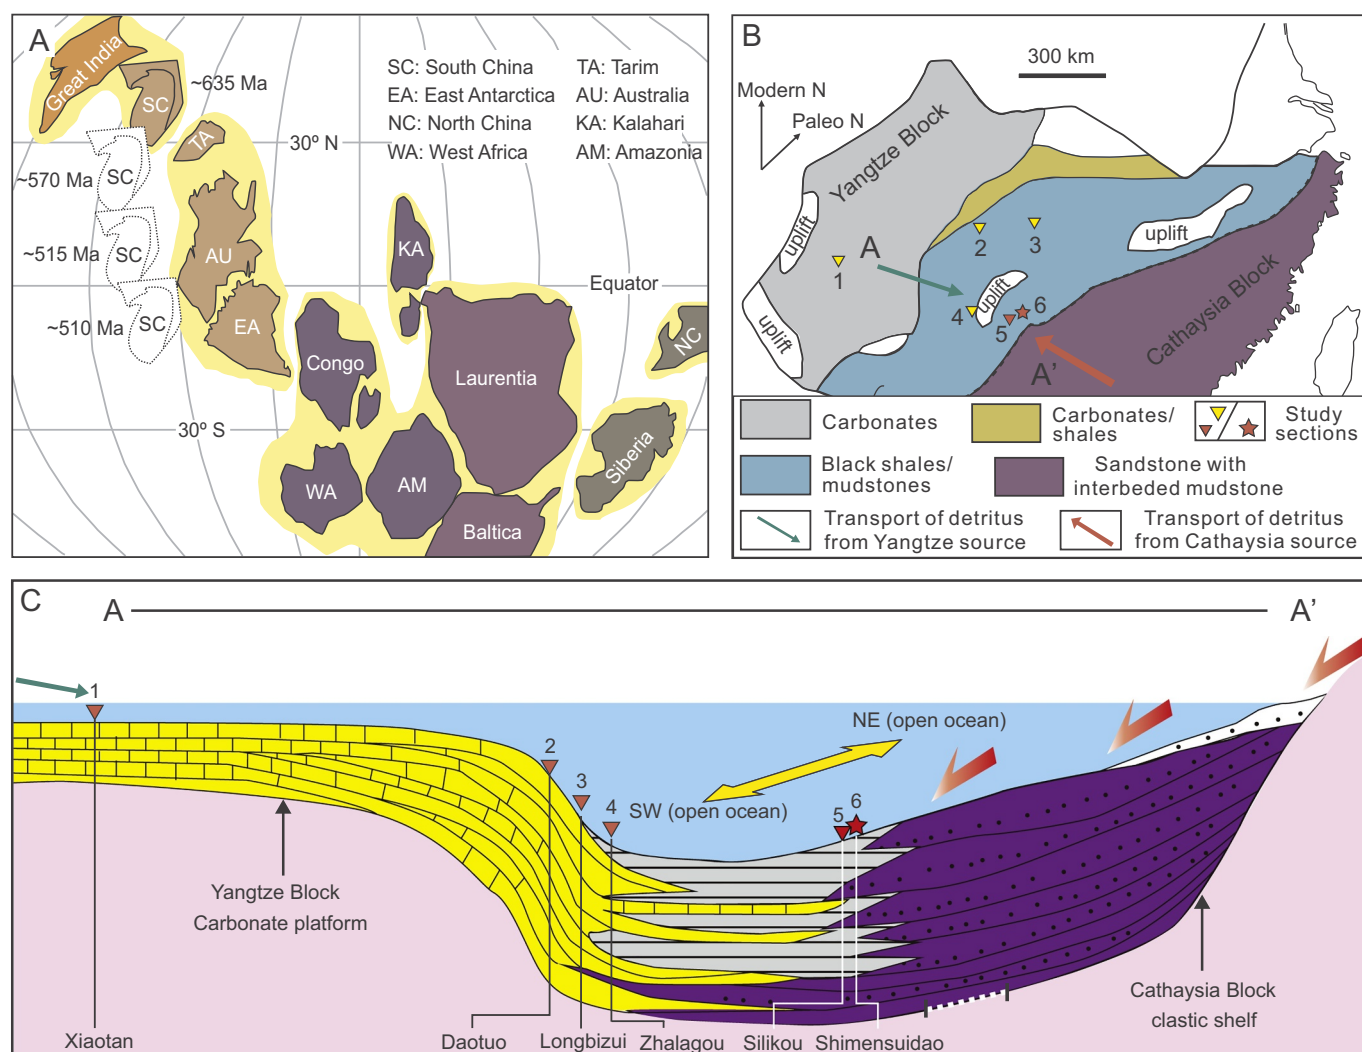 A
Great India
SC
~635 Ma
TA
30º N
SC: South China
TA: Tarim
EA: East Antarctica
AU: Australia
NC: North China
KA: Kalahari
WA: West Africa
AM: Amazonia
SC
~570 Ma
SC
~515 Ma
AU
KA
Equator
SC
~510 Ma
EA
NC
Congo
Laurentia
30º S
Siberia
WA
AM
Baltica
B
300 km
Modern N
Paleo N
Yangtze Block
uplift
A
1
2
3
uplift
uplift
4
5
6
uplift
A'
Cathaysia Block
Carbonates
Carbonates/
shales
Study
sections
Black shales/
mudstones
Sandstone with
interbeded mudstone
Transport of detritus
from Yangtze source
Transport of detritus
from Cathaysia source
C
A
A'
1
2
3
4
5
6
NE (open ocean)
SW (open ocean)
Yangtze Block
Carbonate platform
Cathaysia Block
clastic shelf
Xiaotan
Daotuo
Longbizui
Zhalagou
Silikou
Shimensuidao